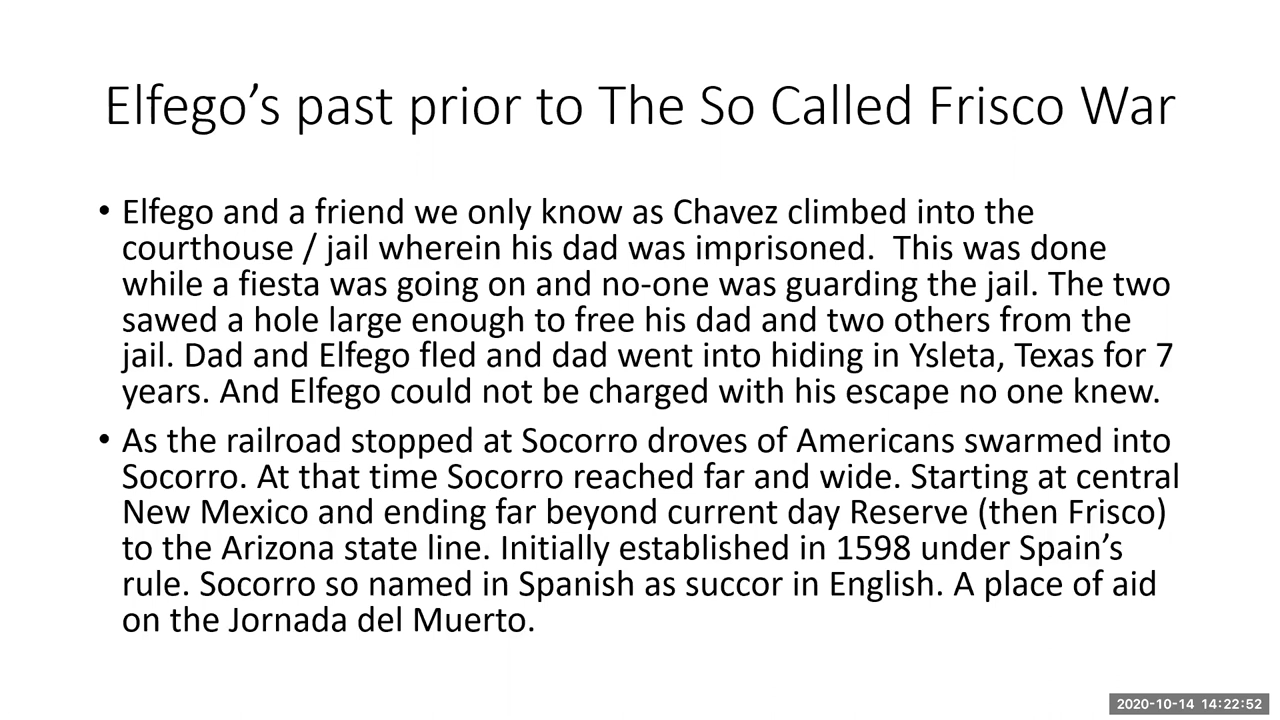 Elfego’s past prior to The So Called Frisco War
• Elfego and a friend we only know as Chavez climbed into the
courthouse / jail wherein his dad was imprisoned.  This was done
while a fiesta was going on and no-one was guarding the jail. The two
sawed a hole large enough to free his dad and two others from the
jail. Dad and Elfego fled and dad went into hiding in Ysleta, Texas for 7
years. And Elfego could not be charged with his escape no one knew.
• As the railroad stopped at Socorro droves of Americans swarmed into
Socorro. At that time Socorro reached far and wide. Starting at central
New Mexico and ending far beyond current day Reserve (then Frisco)
to the Arizona state line. Initially established in 1598 under Spain’s
rule. Socorro so named in Spanish as succor in English. A place of aid
on the Jornada del Muerto.
2020-10-14 14:22:52